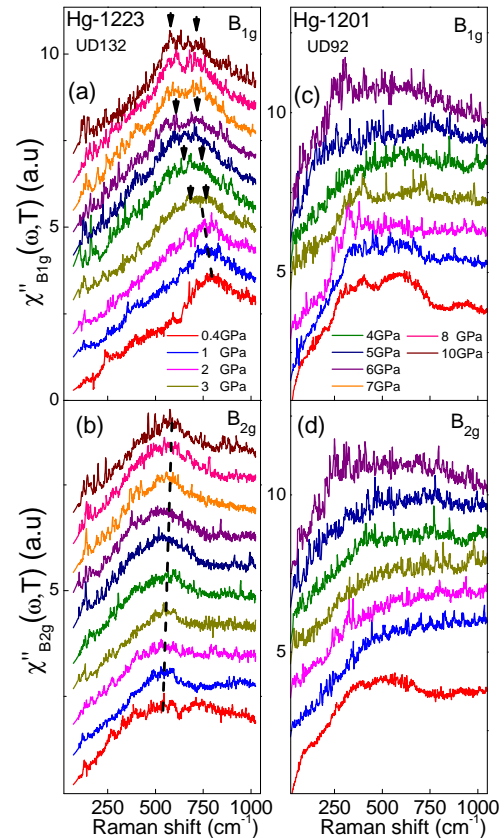 Hg-1223
UD132
B1g
(a)
10
5
0
χ''B1g(ω,T) (a.u)
0.4GPa
1 GPa
2 GPa
3 GPa
4GPa
5GPa
6GPa
7GPa
8 GPa
10GPa
Hg-1201
UD92
B1g
(c)
10
5
(b)
B2g
5
χ''B2g(ω,T) (a.u)
250 500 750 1000
Raman shift (cm-1)
(d)
B2g
10
5
250 500 750 1000
Raman shift (cm-1)